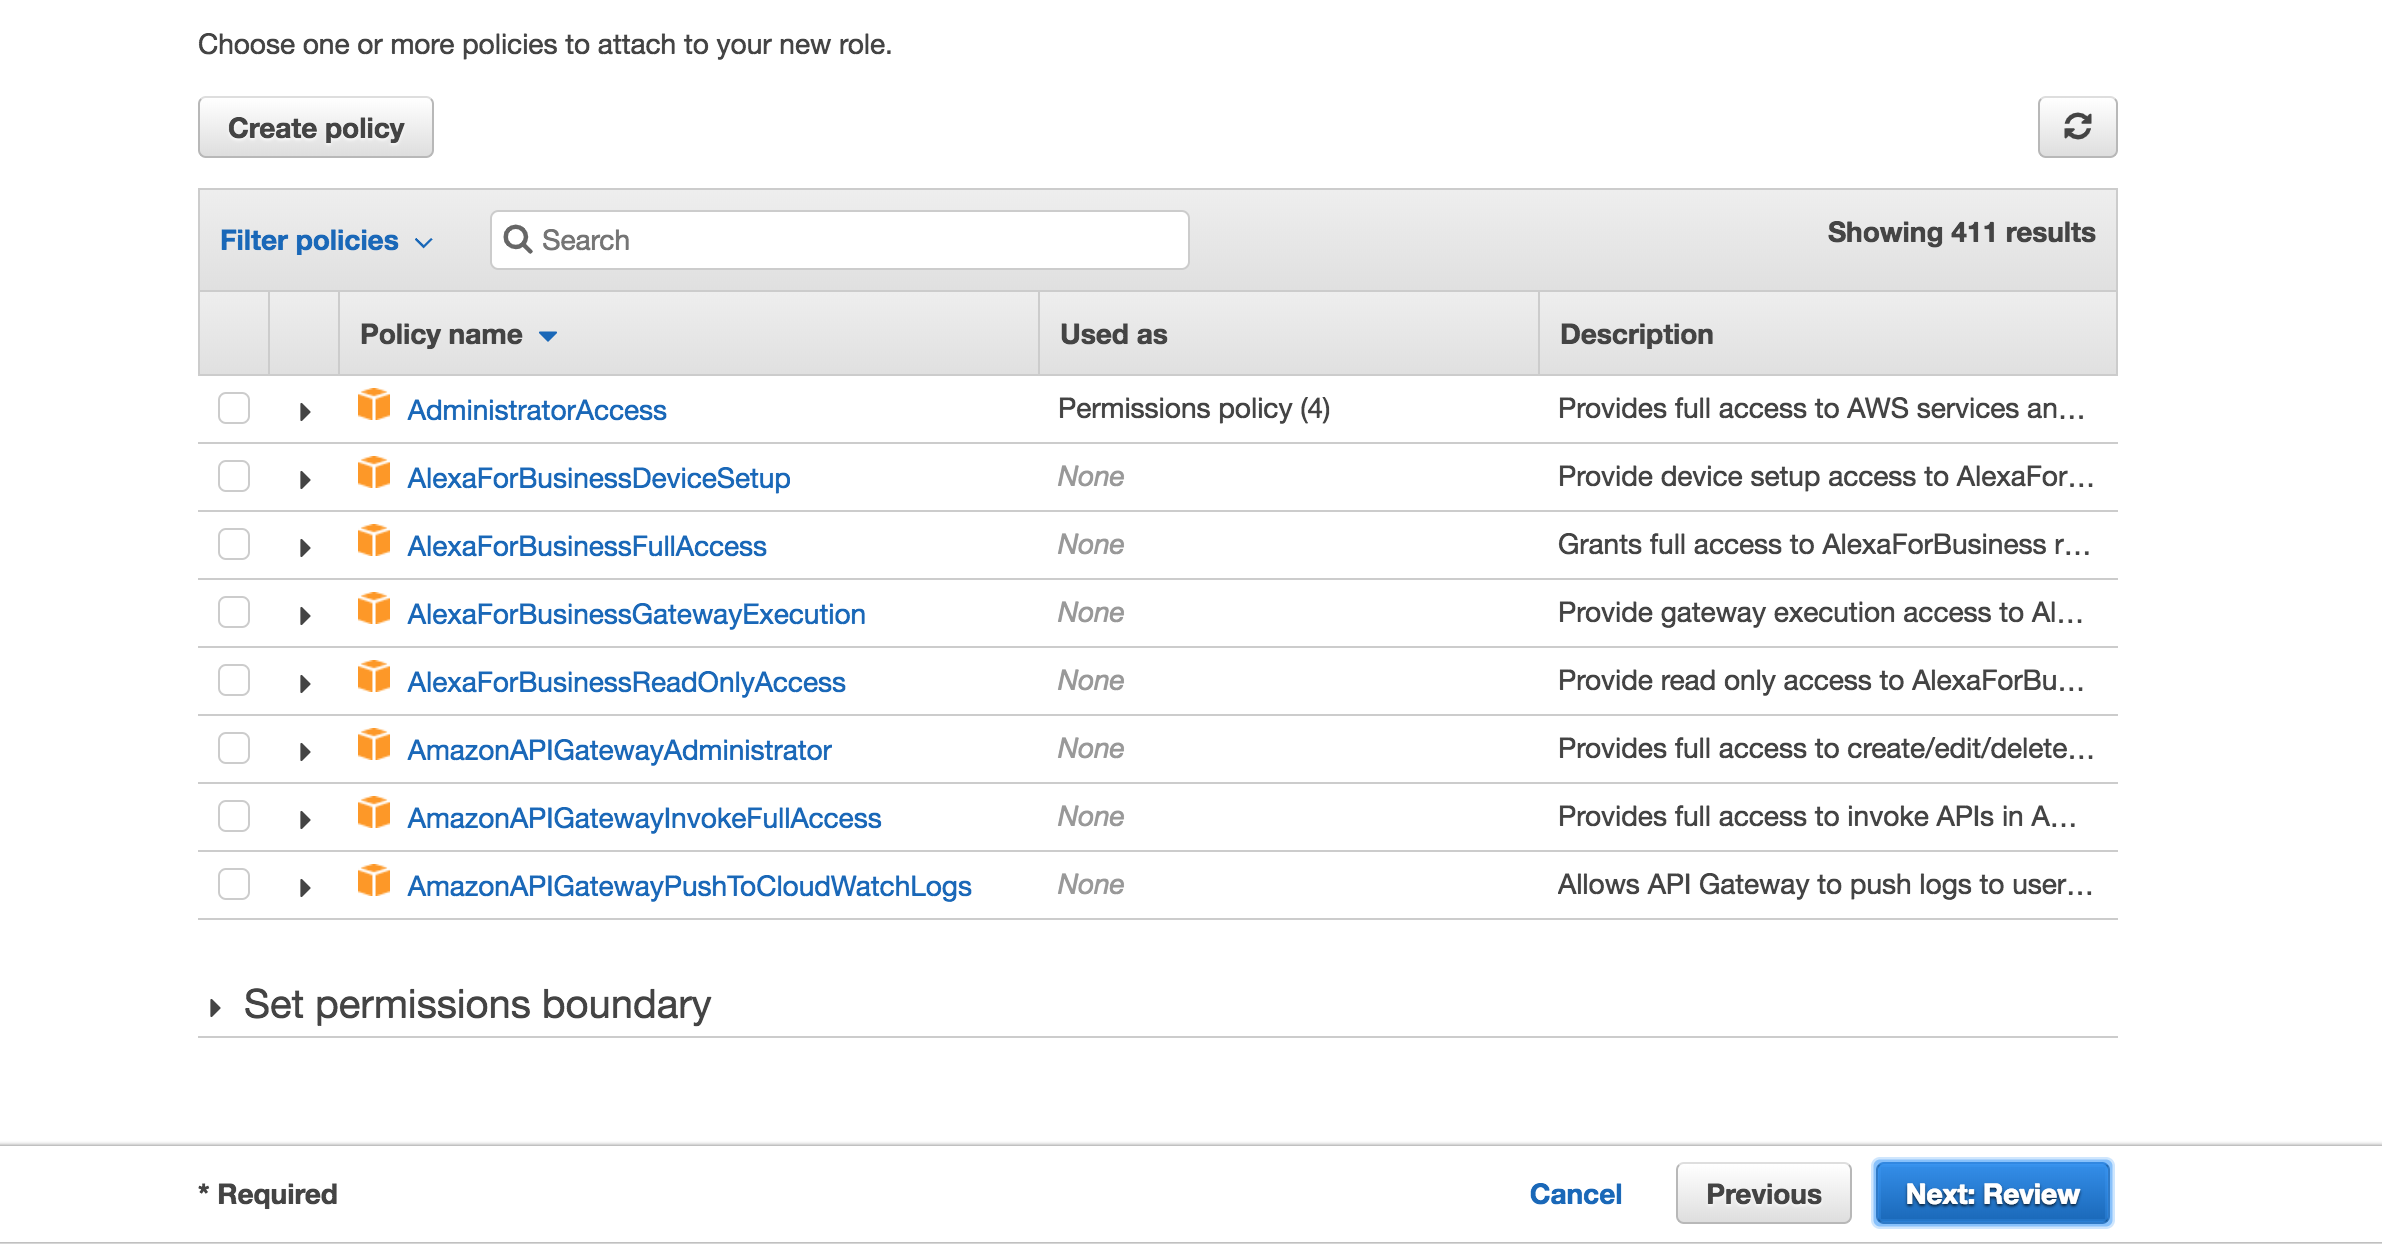 Choose one or more policies to attach to your new role.
Create policy
Filter policies Search Showing 411 results
Policy name Used as Description
AdministratorAccess Permissions policy (4) Provides full access to AWS services an...
AlexaForBusinessDeviceSetup None Provide device setup access to AlexaFor...
AlexaForBusinessFullAccess None Grants full access to AlexaForBusiness r...
AlexaForBusinessGatewayExecution None Provide gateway execution access to Al...
AlexaForBusinessReadOnlyAccess None Provide read only access to AlexaForBu...
AmazonAPIGatewayAdministrator None Provides full access to create/edit/delete...
AmazonAPIGatewayInvokeFullAccess None Provides full access to invoke APIs in A...
AmazonAPIGatewayPushToCloudWatchLogs None Allows API Gateway to push logs to user...
Set permissions boundary
* Required Cancel Previous Next: Review